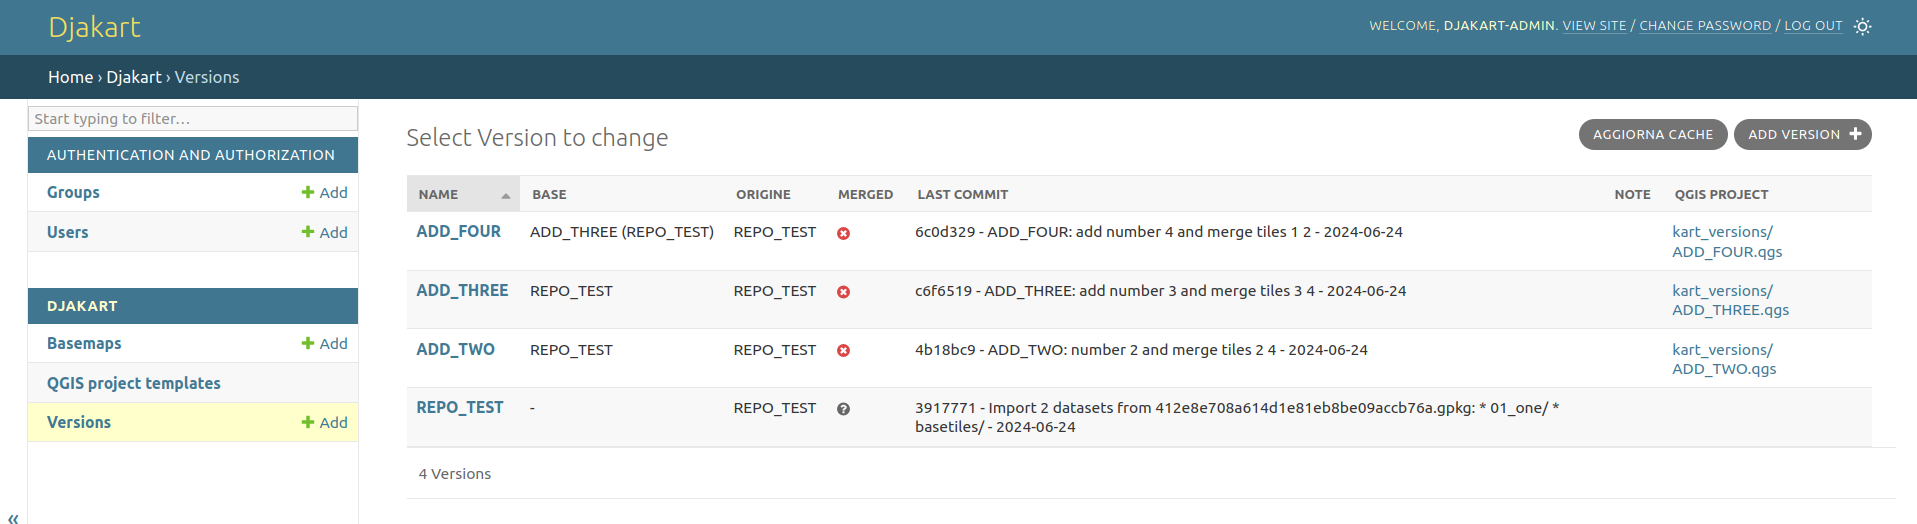 Djakart
WELCOME, DJAKART-ADMIN. VIEW SITE / CHANGE PASSWORD / LOG OUT
Home › Djakart › Versions
Start typing to filter…
AUTHENTICATION AND AUTHORIZATION
Groups Add
Users Add
DJAKART
Basemaps Add
QGIS project templates
Versions Add
«
Select Version to change
AGGIORNA CACHE ADD VERSION
NAME BASE ORIGINE MERGED LAST COMMIT NOTE QGIS PROJECT
ADD_FOUR ADD_THREE (REPO_TEST) REPO_TEST 6c0d329 - ADD_FOUR: add number 4 and merge tiles 1 2 - 2024-06-24 kart_versions/
ADD_FOUR.qgs
ADD_THREE REPO_TEST REPO_TEST c6f6519 - ADD_THREE: add number 3 and merge tiles 3 4 - 2024-06-24 kart_versions/
ADD_THREE.qgs
ADD_TWO REPO_TEST REPO_TEST 4b18bc9 - ADD_TWO: number 2 and merge tiles 2 4 - 2024-06-24 kart_versions/
ADD_TWO.qgs
REPO_TEST - REPO_TEST 3917771 - Import 2 datasets from 412e8e708a614d1e81eb8be09accb76a.gpkg: * 01_one/ *
basetiles/ - 2024-06-24
4 Versions